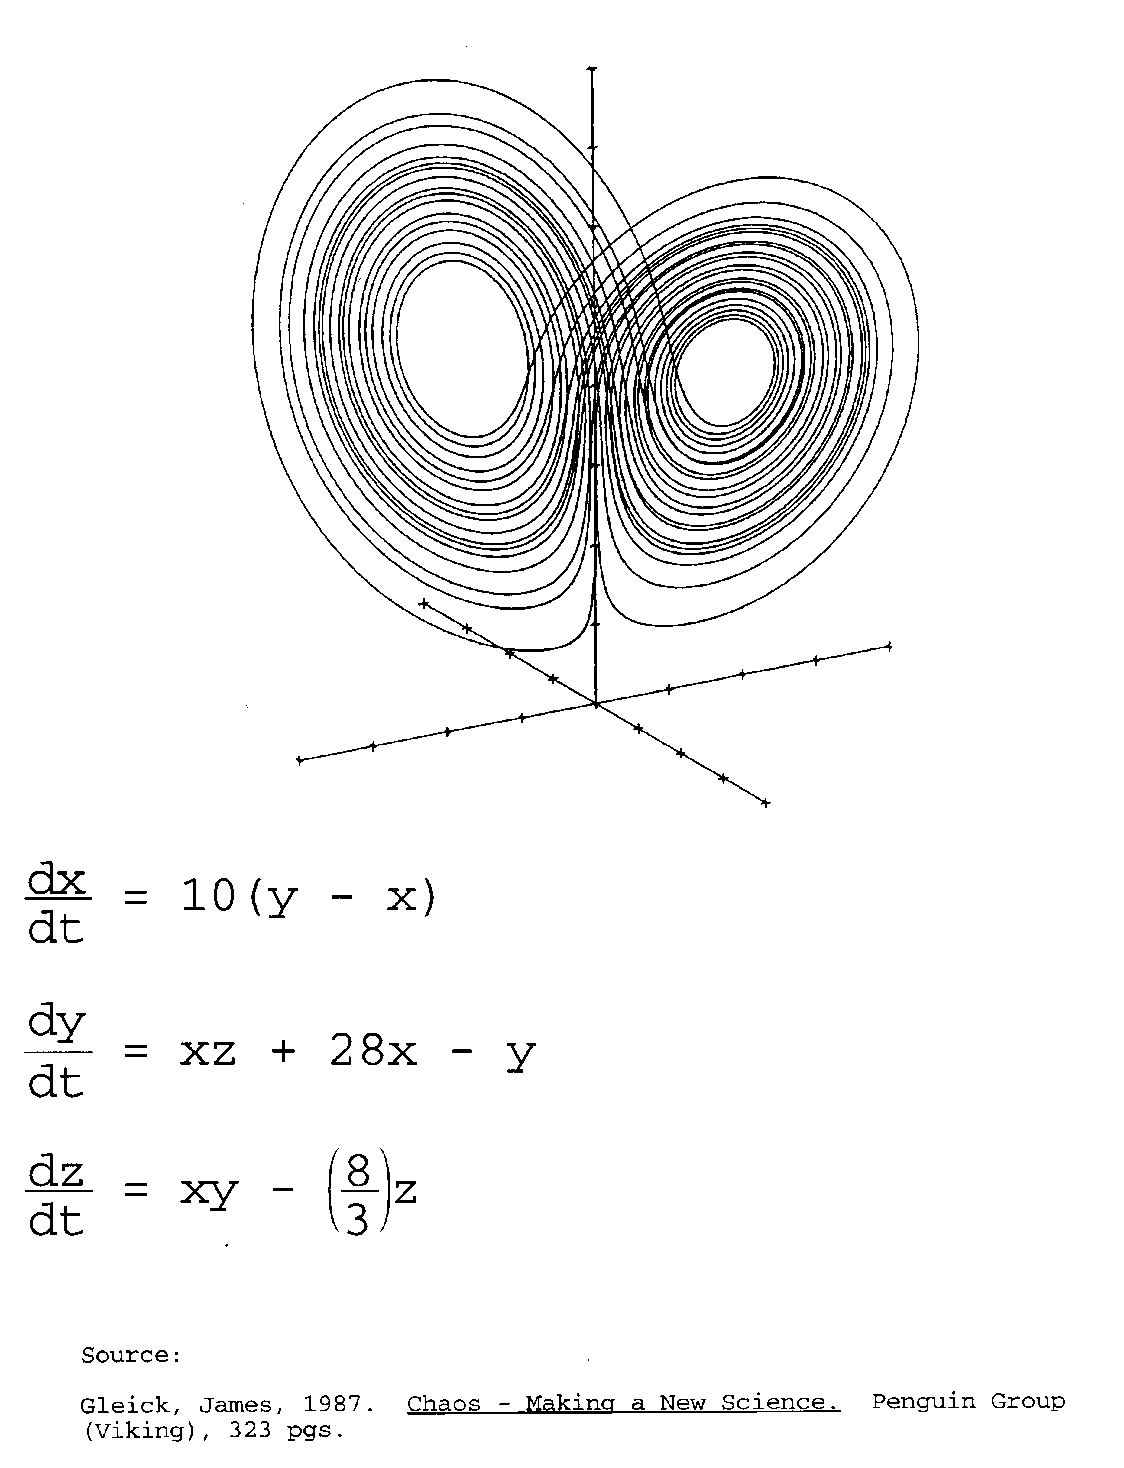 dx/dt = 10(y - x)
dy/dt = xz + 28x - y
dz/dt = xy - (8/3)z
Source:
Gleick, James, 1987. Chaos - Making a New Science. Penguin Group
(Viking), 323 pgs.